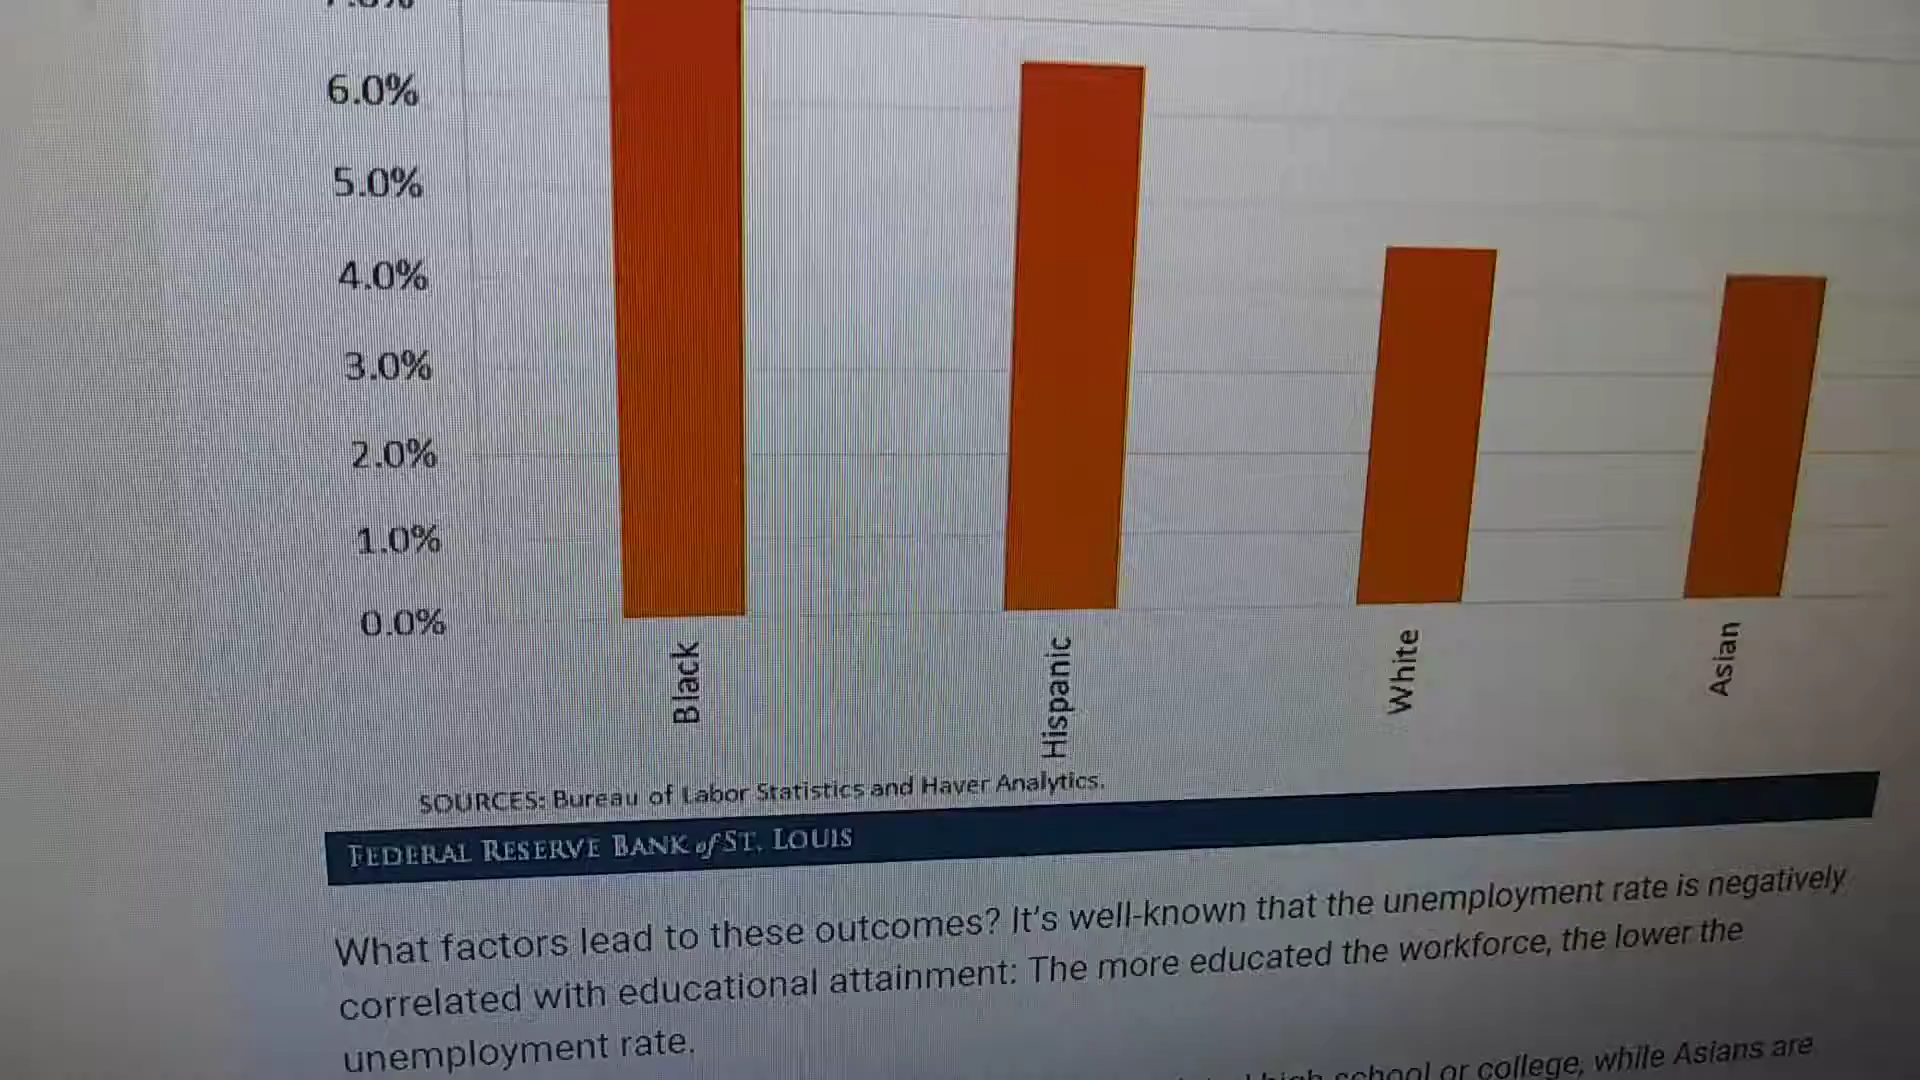 6.0%
5.0%
4.0%
3.0%
2.0%
1.0%
0.0%
Black
Hispanic
White
Asian
SOURCES: Bureau of Labor Statistics and Haver Analytics.
FEDERAL RESERVE BANK of ST. LOUIS
What factors lead to these outcomes? It's well-known that the unemployment rate is negatively
correlated with educational attainment: The more educated the workforce, the lower the
unemployment rate.
high school or college, while Asians are